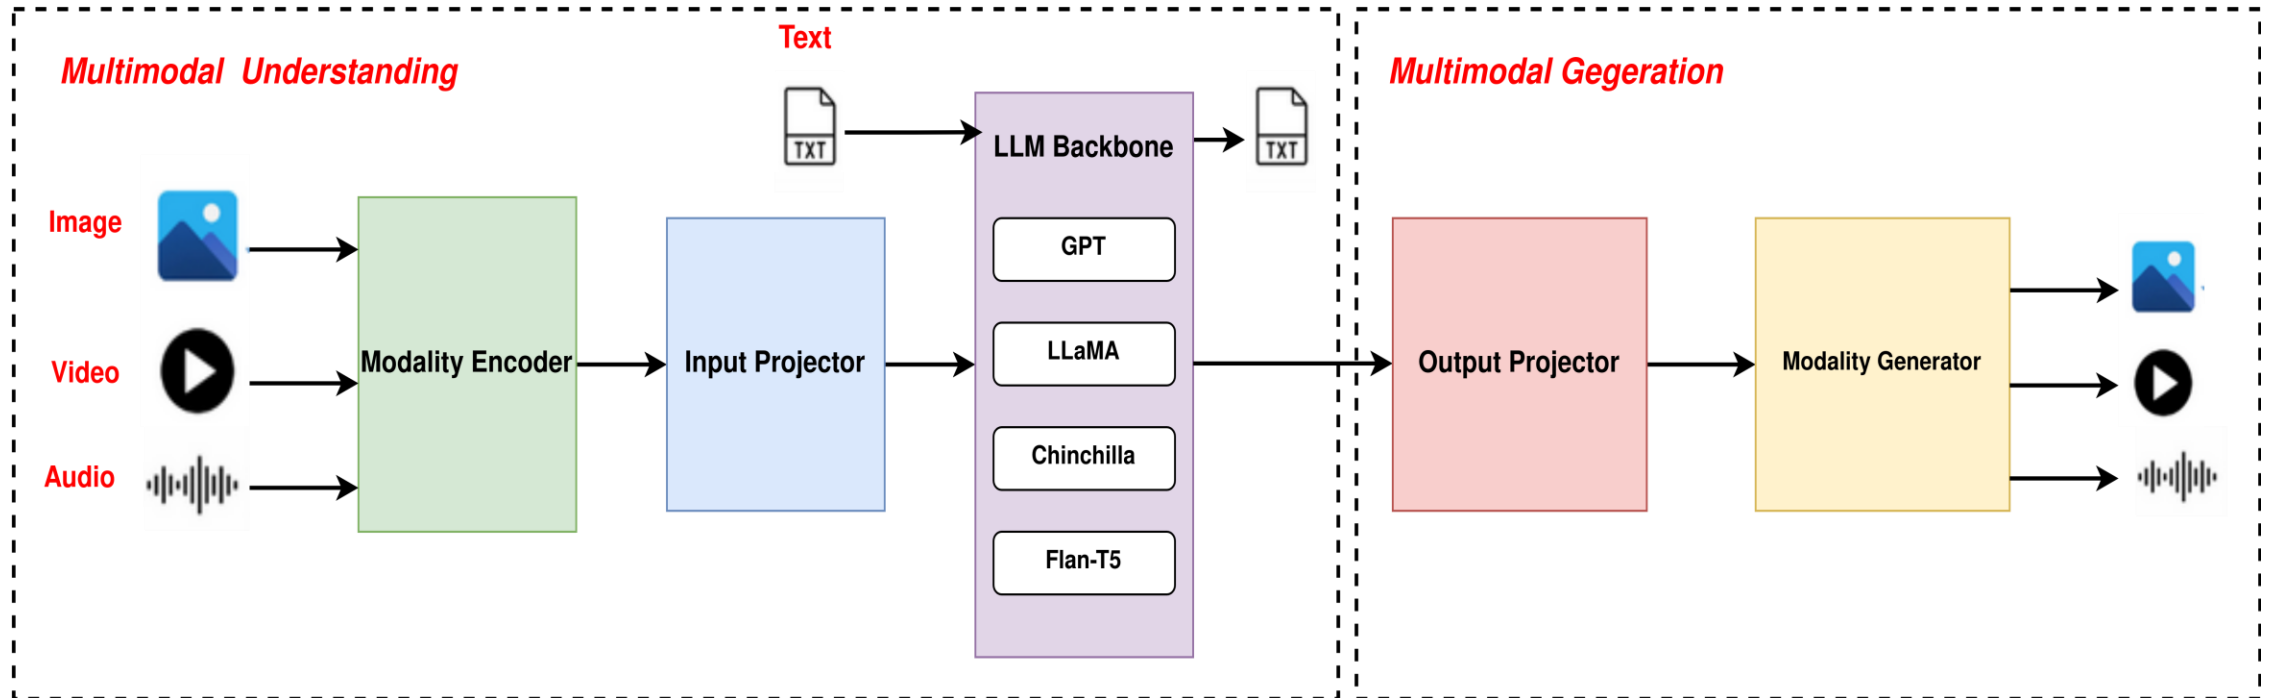 Multimodal  Understanding
Text
TXT
LLM Backbone
TXT
Image
Video
Audio
Modality Encoder
Input Projector
GPT
LLaMA
Chinchilla
Flan-T5
Multimodal Gegeration
Output Projector
Modality Generator